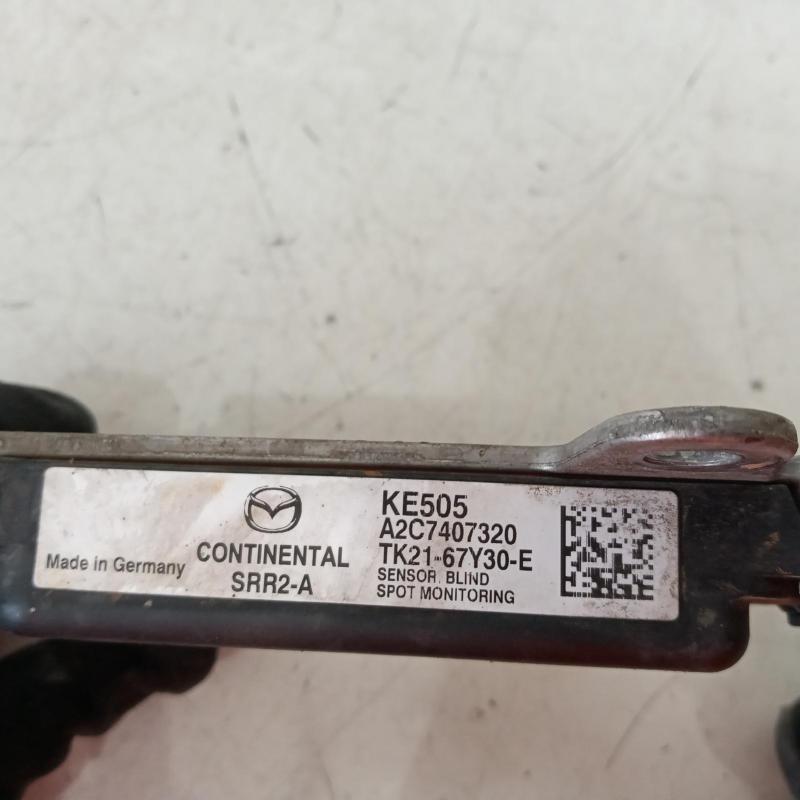 Made in Germany
CONTINENTAL
SRR2-A
KE505
A2C7407320
TK21-67Y30-E
SENSOR, BLIND
SPOT MONITORING